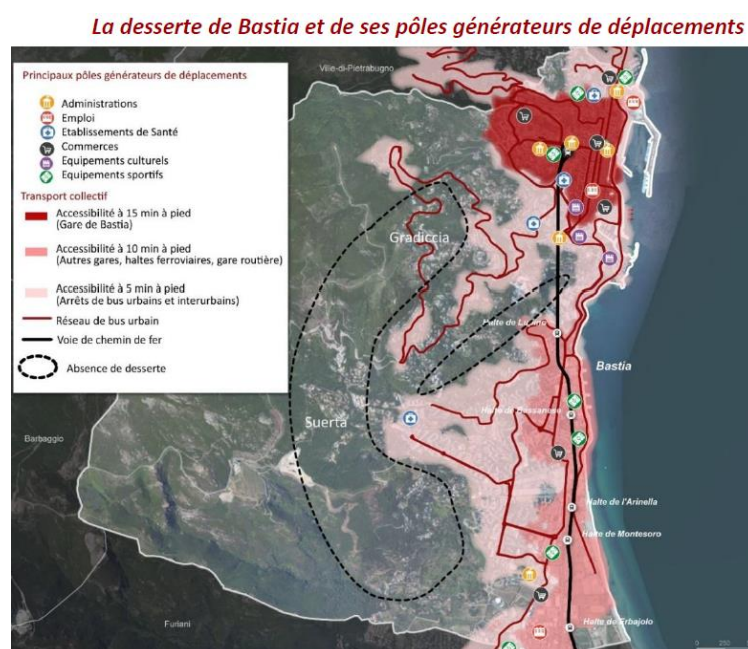 La desserte de Bastia et de ses pôles générateurs de déplacements
Ville-di-Pietrabugno
Principaux pôles générateurs de déplacements
Administrations
Emploi
Etablissements de Santé
Commerces
Equipements culturels
Equipements sportifs
Transport collectif
Accessibilité à 15 min à pied
(Gare de Bastia)
Accessibilité à 10 min à pied
(Autres gares, haltes ferroviaires, gare routière)
Accessibilité à 5 min à pied
(Arrêts de bus urbains et interurbains)
Réseau de bus urbain
Voie de chemin de fer
Absence de desserte
Gradiccia
Bastia
Suerta
Barbaggio
Halte de l'Arinella
Halte de Montesoro
Furiani
Halte de Erbajolo
0 250